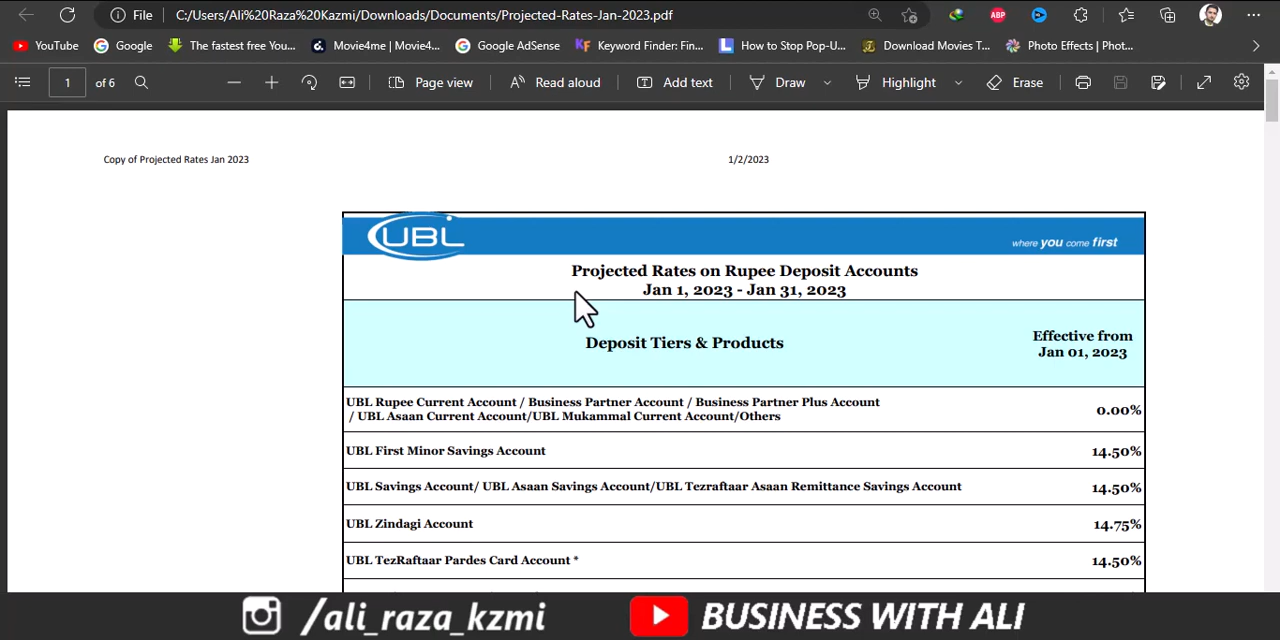 File
C:/Users/Ali%20Raza%20Kazmi/Downloads/Documents/Projected-Rates-Jan-2023.pdf
ABP
YouTube
Google
The fastest free You...
Movie4me | Movie4...
Google AdSense
KF
Keyword Finder: Fin...
L
How to Stop Pop-U...
Download Movies T...
Photo Effects | Phot...
1
of 6
Page view
Read aloud
Add text
Draw
Highlight
Erase
Copy of Projected Rates Jan 2023
1/2/2023
UBL
where you come first
Projected Rates on Rupee Deposit Accounts
Jan 1, 2023 - Jan 31, 2023
Deposit Tiers & Products
Effective from
Jan 01, 2023
UBL Rupee Current Account / Business Partner Account / Business Partner Plus Account
/ UBL Asaan Current Account/UBL Mukammal Current Account/Others
0.00%
UBL First Minor Savings Account
14.50%
UBL Savings Account/ UBL Asaan Savings Account/UBL Tezraftaar Asaan Remittance Savings Account
14.50%
UBL Zindagi Account
14.75%
UBL TezRaftaar Pardes Card Account *
14.50%
/ali_raza_kzmi
BUSINESS WITH ALI